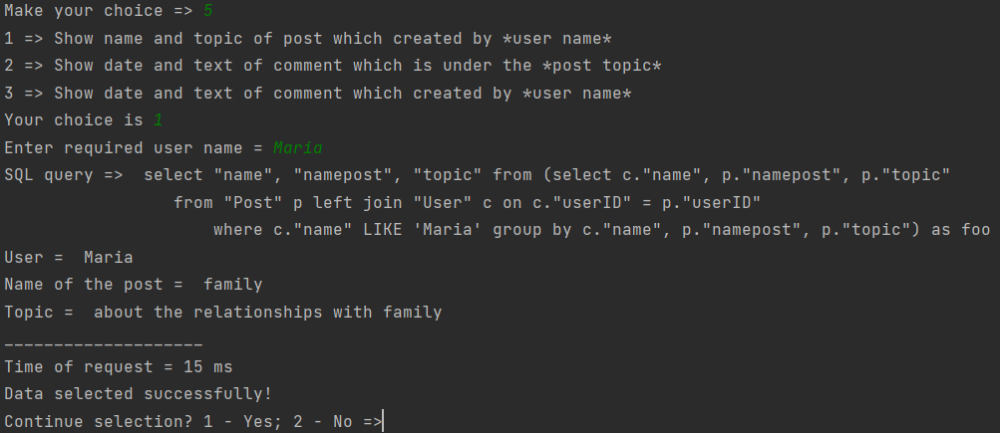 Make your choice => 5
1 => Show name and topic of post which created by *user name*
2 => Show date and text of comment which is under the *post topic*
3 => Show date and text of comment which created by *user name*
Your choice is 1
Enter required user name = Maria
SQL query =>  select "name", "namepost", "topic" from (select c."name", p."namepost", p."topic"
from "Post" p left join "User" c on c."userID" = p."userID"
where c."name" LIKE 'Maria' group by c."name", p."namepost", p."topic") as foo
User =  Maria
Name of the post =  family
Topic =  about the relationships with family
____________________
Time of request = 15 ms
Data selected successfully!
Continue selection? 1 - Yes; 2 - No =>